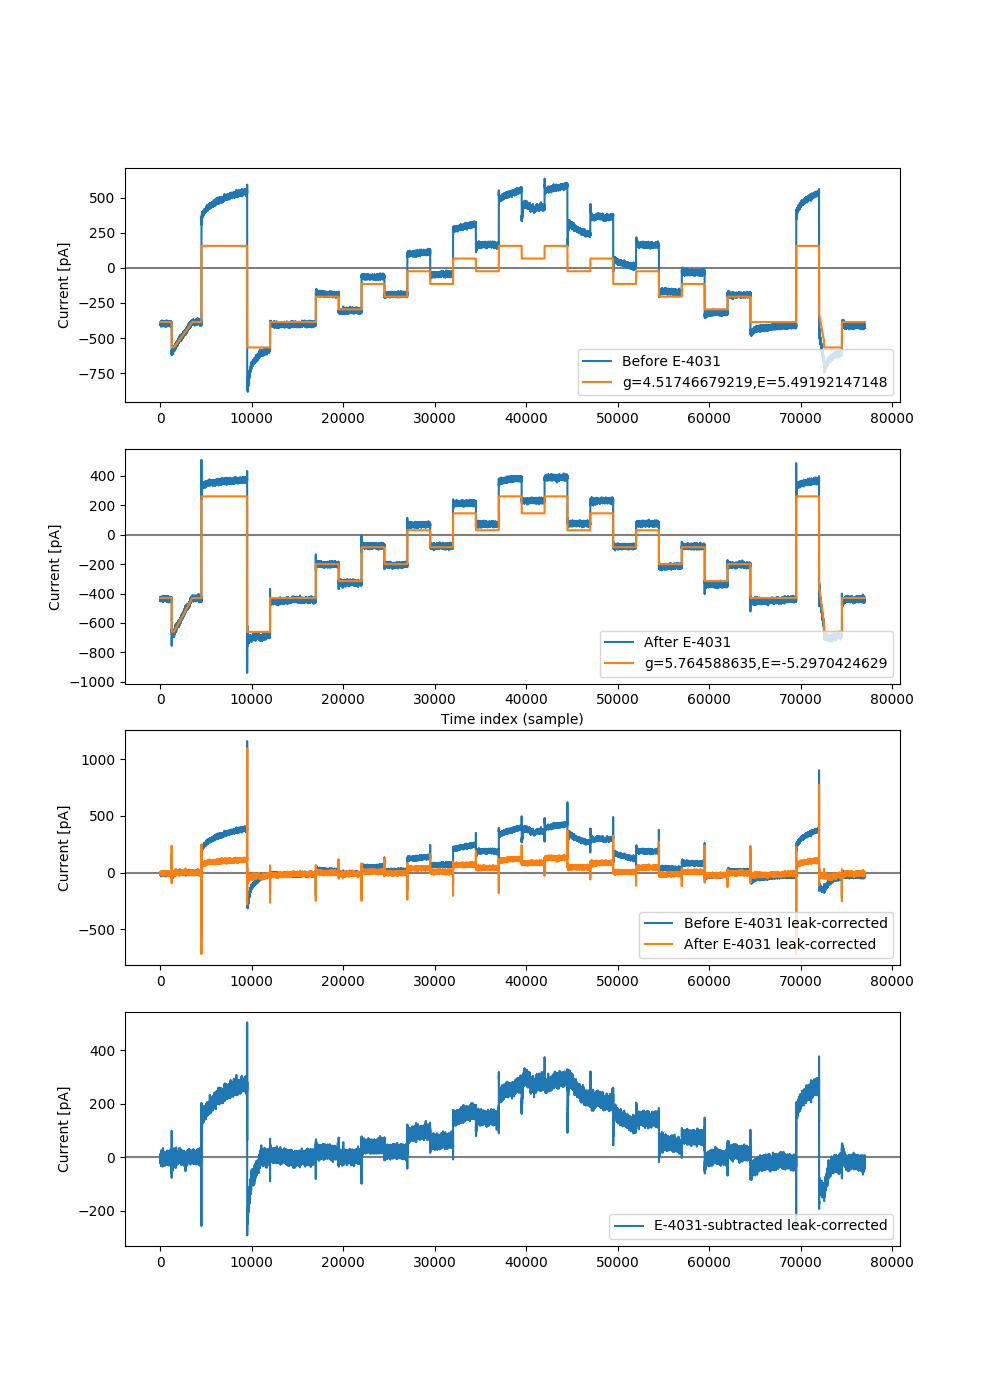 500
250
0
−250
−500
−750
Current [pA]
Before E-4031
g=4.51746679219,E=5.49192147148
0 10000 20000 30000 40000 50000 60000 70000 80000
400
200
0
−200
−400
−600
−800
−1000
Current [pA]
After E-4031
g=5.764588635,E=-5.2970424629
0 10000 20000 30000 40000 50000 60000 70000 80000
Time index (sample)
1000
500
0
−500
Current [pA]
Before E-4031 leak-corrected
After E-4031 leak-corrected
0 10000 20000 30000 40000 50000 60000 70000 80000
400
200
0
−200
Current [pA]
E-4031-subtracted leak-corrected
0 10000 20000 30000 40000 50000 60000 70000 80000